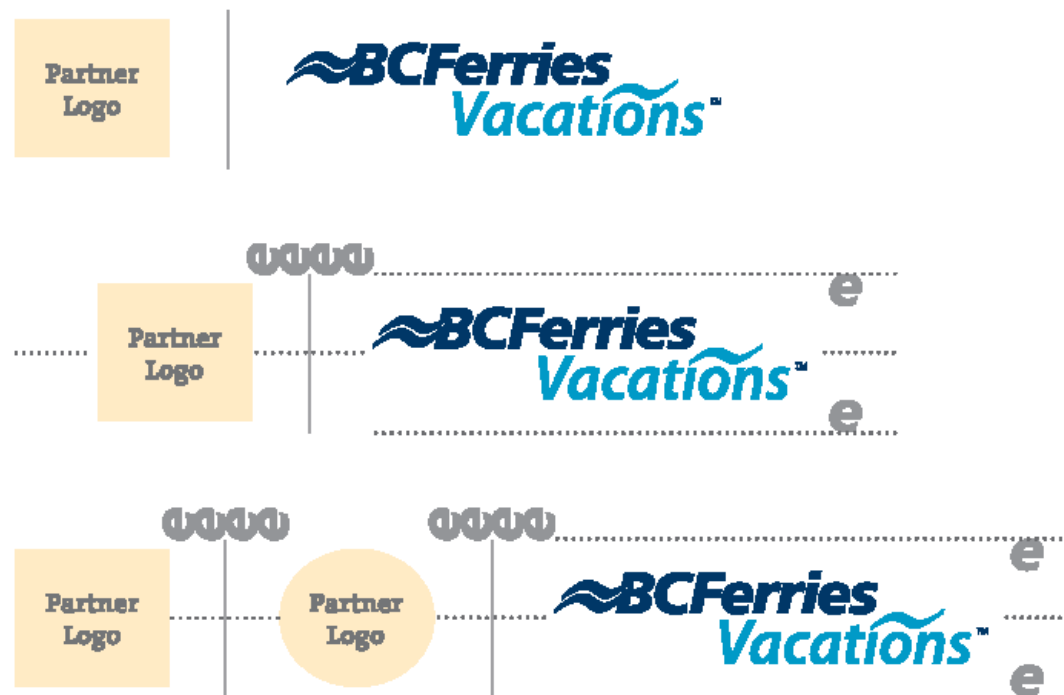 Partner
Logo
BCFerries
Vacations™
eeee
e
Partner
Logo
BCFerries
Vacations™
e
eeee
eeee
e
Partner
Logo
Partner
Logo
BCFerries
Vacations™
e